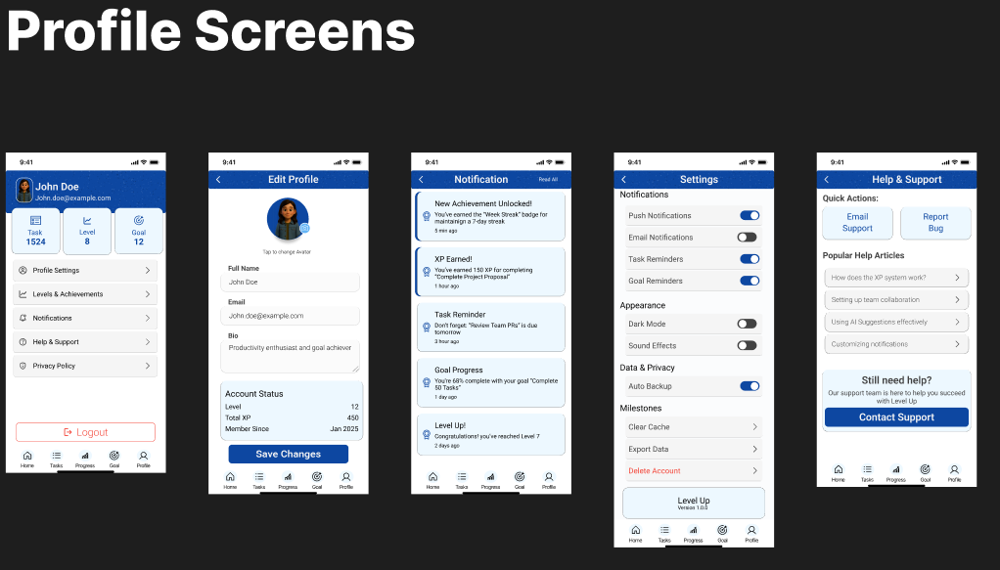 Profile Screens
9:41
John Doe
John.doe@example.com
Task
1524
Level
8
Goal
12
Profile Settings
Levels & Achievements
Notifications
Help & Support
Privacy Policy
Logout
Home Tasks Progress Goal Profile
9:41
Edit Profile
Tap to change Avatar
Full Name
John Doe
Email
John.doe@example.com
Bio
Productivity enthusiast and goal achiever
Account Status
Level 12
Total XP 450
Member Since Jan 2025
Save Changes
Home Tasks Progress Goal Profile
9:41
Notification Read All
New Achievement Unlocked!
You've earned the "Week Streak" badge for
maintainign a 7-day streak
5 min ago
XP Earned!
You've earned 150 XP for completing
"Complete Project Proposal"
1 hour ago
Task Reminder
Don't forget: "Review Team PRs" is due
tomorrow
3 hour ago
Goal Progress
You're 68% complete with your goal "Complete
50 Tasks"
1 day ago
Level Up!
Congratulations! you've reached Level 7
2 days ago
Home Tasks Progress Goal Profile
9:41
Settings
Notifications
Push Notifications
Email Notifications
Task Reminders
Goal Reminders
Appearance
Dark Mode
Sound Effects
Data & Privacy
Auto Backup
Milestones
Clear Cache
Export Data
Delete Account
Level Up
Version 1.0.0
Home Tasks Progress Goal Profile
9:41
Help & Support
Quick Actions:
Email
Support
Report
Bug
Popular Help Articles
How does the XP system work?
Setting up team collaboration
Using AI Suggestions effectively
Customizing notifications
Still need help?
Our support team is here to help you succeed
with Level Up
Contact Support
Home Tasks Progress Goal Profile